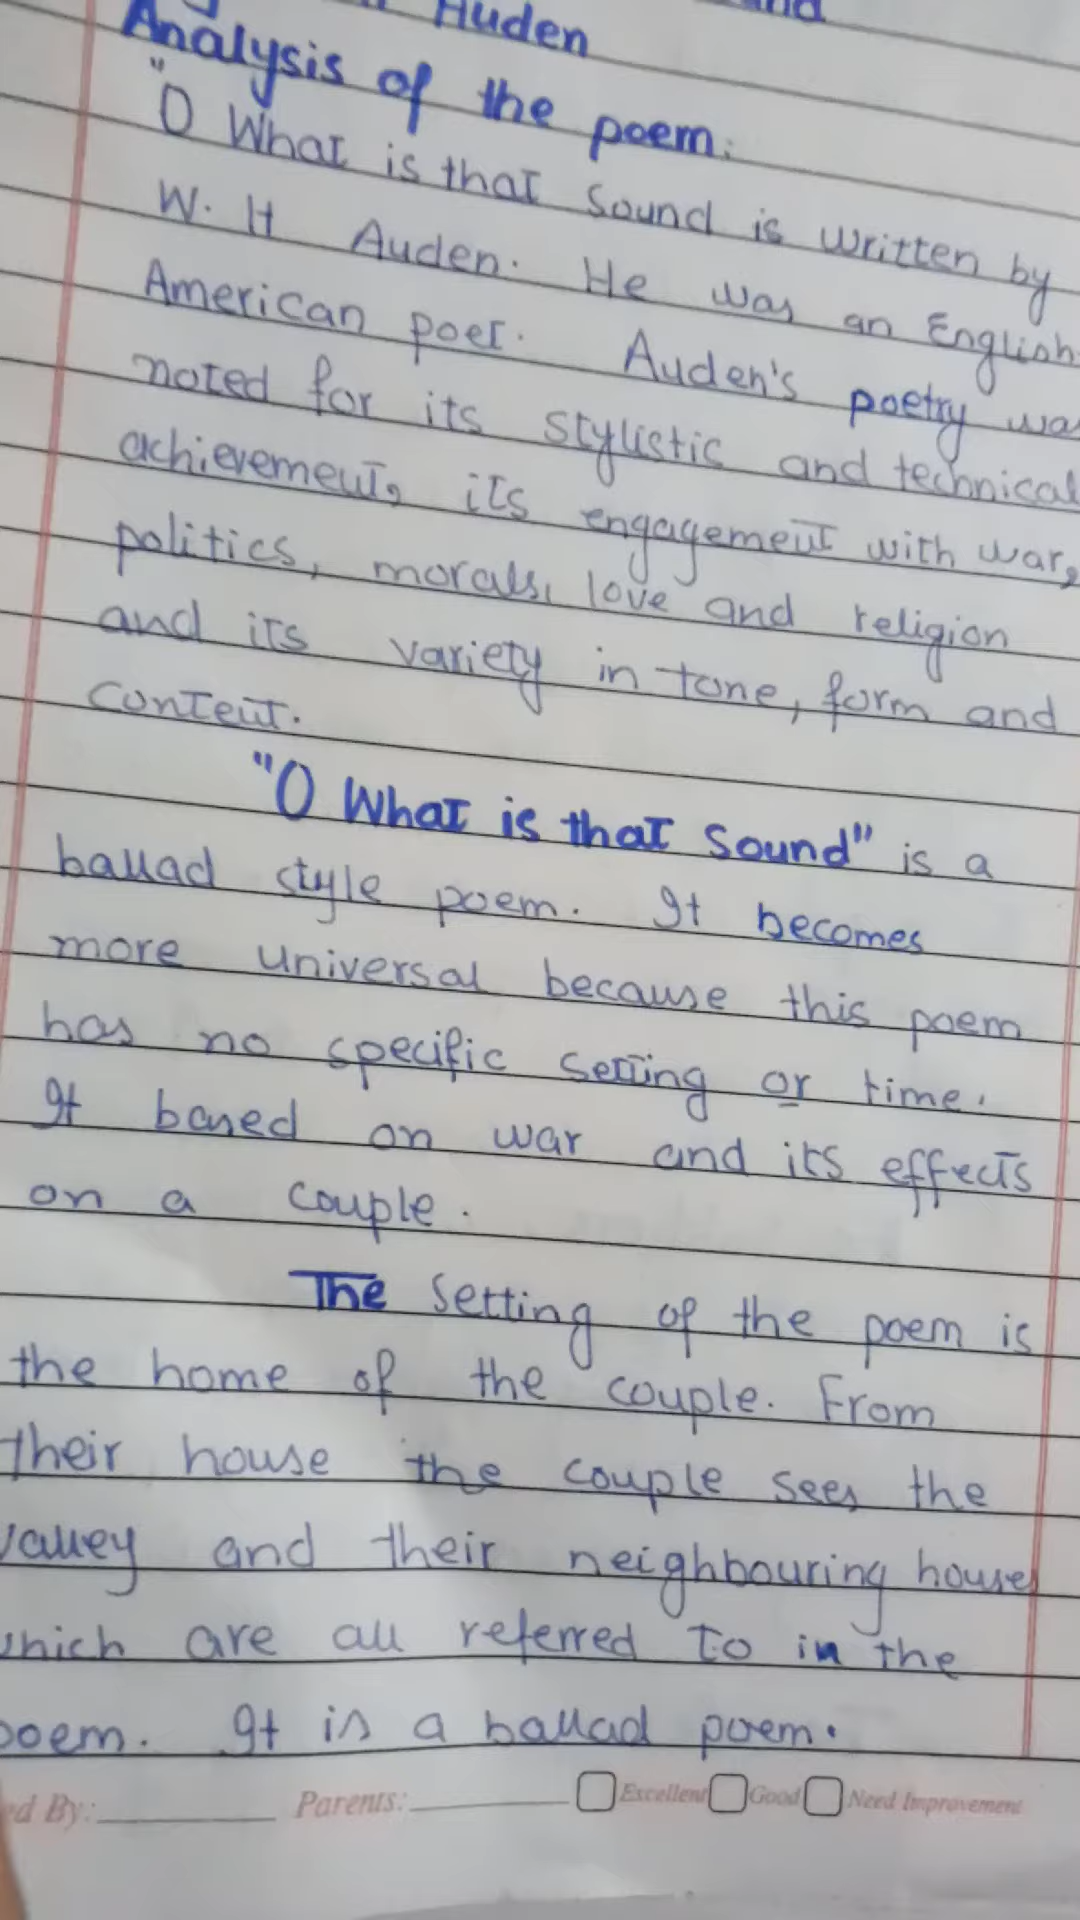 Auden
Analysis of the poem:
"O What is that Sound is written by
W. H Auden. He was an English
American poet. Auden's poetry was
noted for its stylistic and technical
achievement, its engagement with war,
politics, morals, love and religion
and its variety in tone, form and
content.
"O What is that Sound" is a
ballad style poem. It becomes
more universal because this poem
has no specific setting or time.
It based on war and its effects
on a couple.
The setting of the poem is
the home of the couple. From
their house the couple sees the
valley and their neighbouring houses
which are all referred to in the
poem. It is a ballad poem.
ed By: Parents: Excellent Good Need Improvement